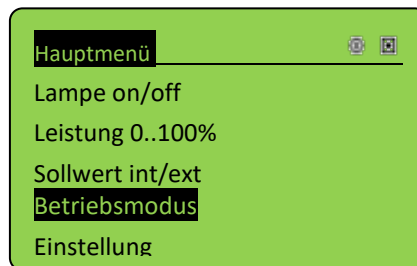 Hauptmenü
Lampe on/off
Leistung 0..100%
Sollwert int/ext
Betriebsmodus
Einstellung